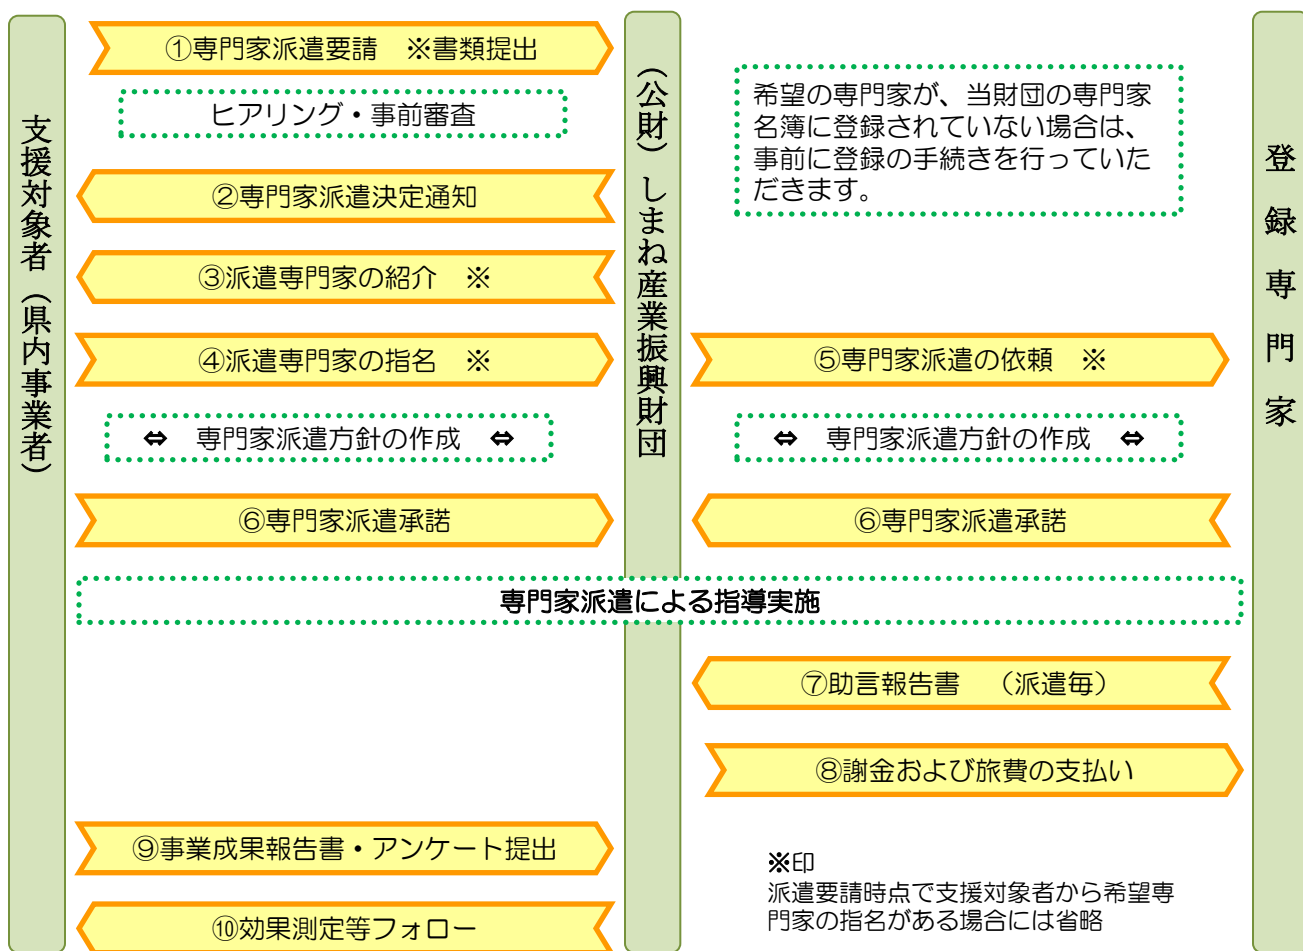 支援対象者（県内事業者）
（公財）しまね産業振興財団
登録専門家
①専門家派遣要請　※書類提出
ヒアリング・事前審査
希望の専門家が、当財団の専門家
名簿に登録されていない場合は、
事前に登録の手続きを行っていた
だきます。
②専門家派遣決定通知
③派遣専門家の紹介　※
④派遣専門家の指名　※
⑤専門家派遣の依頼　※
⇔　専門家派遣方針の作成　⇔
⇔　専門家派遣方針の作成　⇔
⑥専門家派遣承諾
⑥専門家派遣承諾
専門家派遣による指導実施
⑦助言報告書　（派遣毎）
⑧謝金および旅費の支払い
⑨事業成果報告書・アンケート提出
⑩効果測定等フォロー
※印
派遣要請時点で支援対象者から希望専
門家の指名がある場合には省略